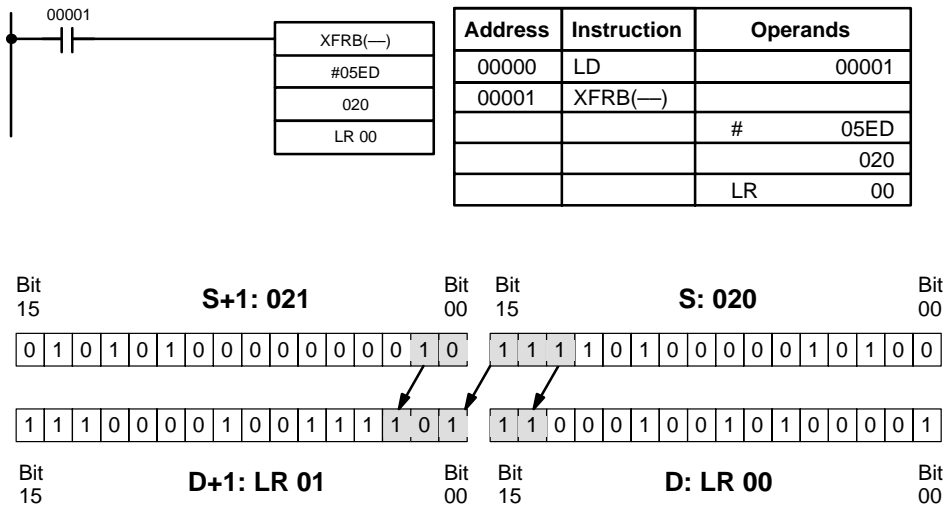 00001
XFRB(—)
#05ED
020
LR 00
Address Instruction Operands
00000 LD 00001
00001 XFRB(—)
# 05ED
020
LR 00
Bit 15
S+1: 021
Bit 00
Bit 15
S: 020
Bit 00
0 1 0 1 0 1 0 0 0 0 0 0 0 0 1 0
1 1 1 1 0 1 0 0 0 0 0 1 0 1 0 0
1 1 1 0 0 0 0 1 0 0 1 1 1 1 0 1
1 1 0 0 0 1 0 0 1 0 1 0 0 0 0 1
Bit 15
D+1: LR 01
Bit 00
Bit 15
D: LR 00
Bit 00